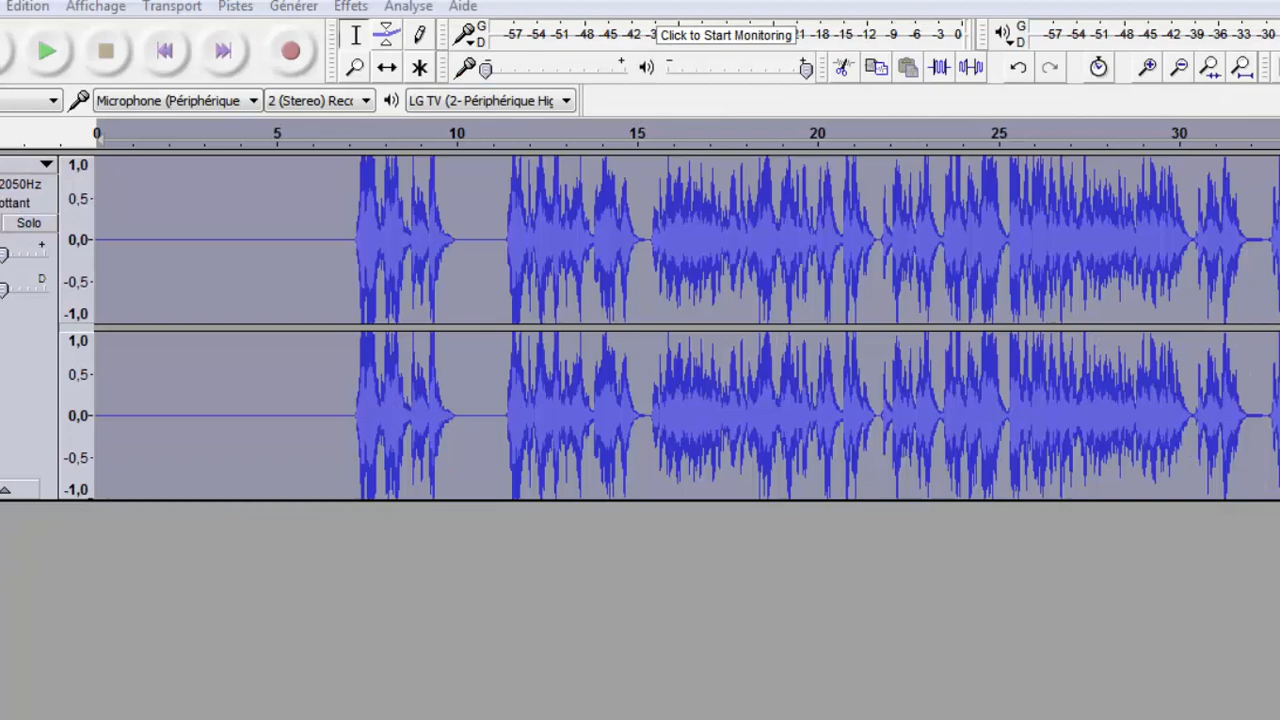 Edition Affichage Transport Pistes Générer Effets Analyse Aide
G D -57 -54 -51 -48 -45 -42 -3 Click to Start Monitoring 1 -18 -15 -12 -9 -6 -3 0 G D -57 -54 -51 -48 -45 -42 -39 -36 -33 -30
- + - +
Microphone (Périphérique 2 (Stereo) Recc LG TV (2- Périphérique Hig
0 5 10 15 20 25 30
1,0
2050Hz
ottant
0,5
Solo
+
0,0
D
-0,5
-1,0
1,0
0,5
0,0
-0,5
-1,0